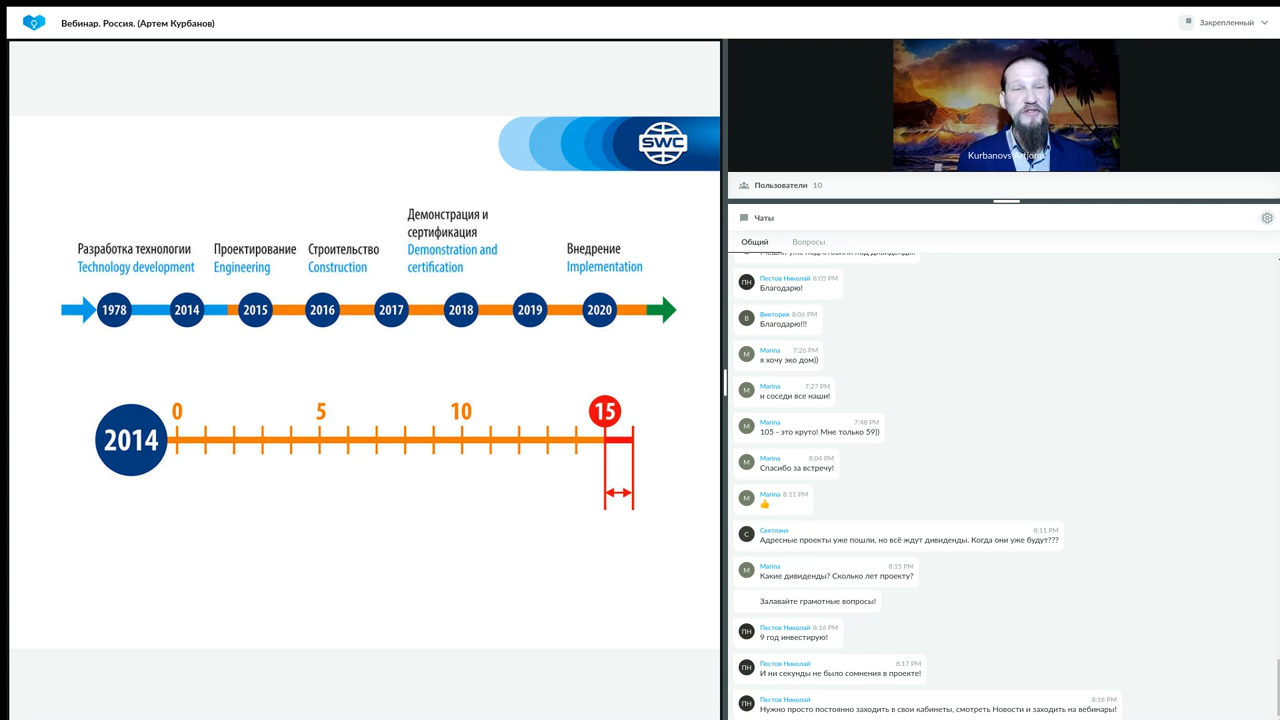 Вебинар. Россия. (Артем Курбанов)
Закрепленный
SWC
Разработка технологии
Technology development
Проектирование
Engineering
Строительство
Construction
Демонстрация и
сертификация
Demonstration and
certification
Внедрение
Implementation
1978
2014
2015
2016
2017
2018
2019
2020
2014
0
5
10
15
Kurbanovs
Пользователи 10
Чаты
Общий
Вопросы
ПН
Пестов Николай 8:05 PM
Благодарю!
В
Виктория 8:06 PM
Благодарю!!!
M
Marina 7:26 PM
я хочу эко дом))
M
Marina 7:27 PM
и соседи все наши!
M
Marina 7:48 PM
105 - это круто! Мне только 59))
M
Marina 8:04 PM
Спасибо за встречу!
M
Marina 8:11 PM
👍
С
Светлана 8:11 PM
Адресные проекты уже пошли, но всё ждут дивиденды. Когда они уже будут???
M
Marina 8:15 PM
Какие дивиденды? Сколько лет проекту?
Залавайте грамотные вопросы!
ПН
Пестов Николай 8:16 PM
9 год инвестирую!
ПН
Пестов Николай 8:17 PM
И ни секунды не было сомнения в проекте!
ПН
Пестов Николай 8:18 PM
Нужно просто постоянно заходить в свои кабинеты, смотреть Новости и заходить на вебинары!